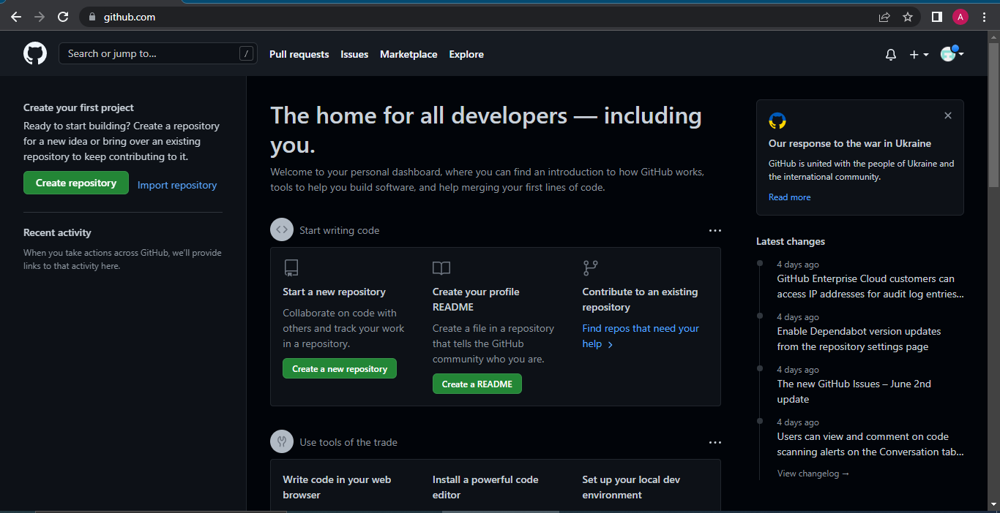 github.com
A
Search or jump to...
/
Pull requests
Issues
Marketplace
Explore
Create your first project
Ready to start building? Create a repository
for a new idea or bring over an existing
repository to keep contributing to it.
Create repository
Import repository
Recent activity
When you take actions across GitHub, we'll provide
links to that activity here.
The home for all developers — including
you.
Welcome to your personal dashboard, where you can find an introduction to how GitHub works,
tools to help you build software, and help merging your first lines of code.
Start writing code
Start a new repository
Collaborate on code with
others and track your work
in a repository.
Create a new repository
Create your profile
README
Create a file in a repository
that tells the GitHub
community who you are.
Create a README
Contribute to an existing
repository
Find repos that need your
help
Use tools of the trade
Write code in your web
browser
Install a powerful code
editor
Set up your local dev
environment
Our response to the war in Ukraine
GitHub is united with the people of Ukraine and
the international community.
Read more
Latest changes
4 days ago
GitHub Enterprise Cloud customers can
access IP addresses for audit log entries...
4 days ago
Enable Dependabot version updates
from the repository settings page
4 days ago
The new GitHub Issues – June 2nd
update
4 days ago
Users can view and comment on code
scanning alerts on the Conversation tab...
View changelog →